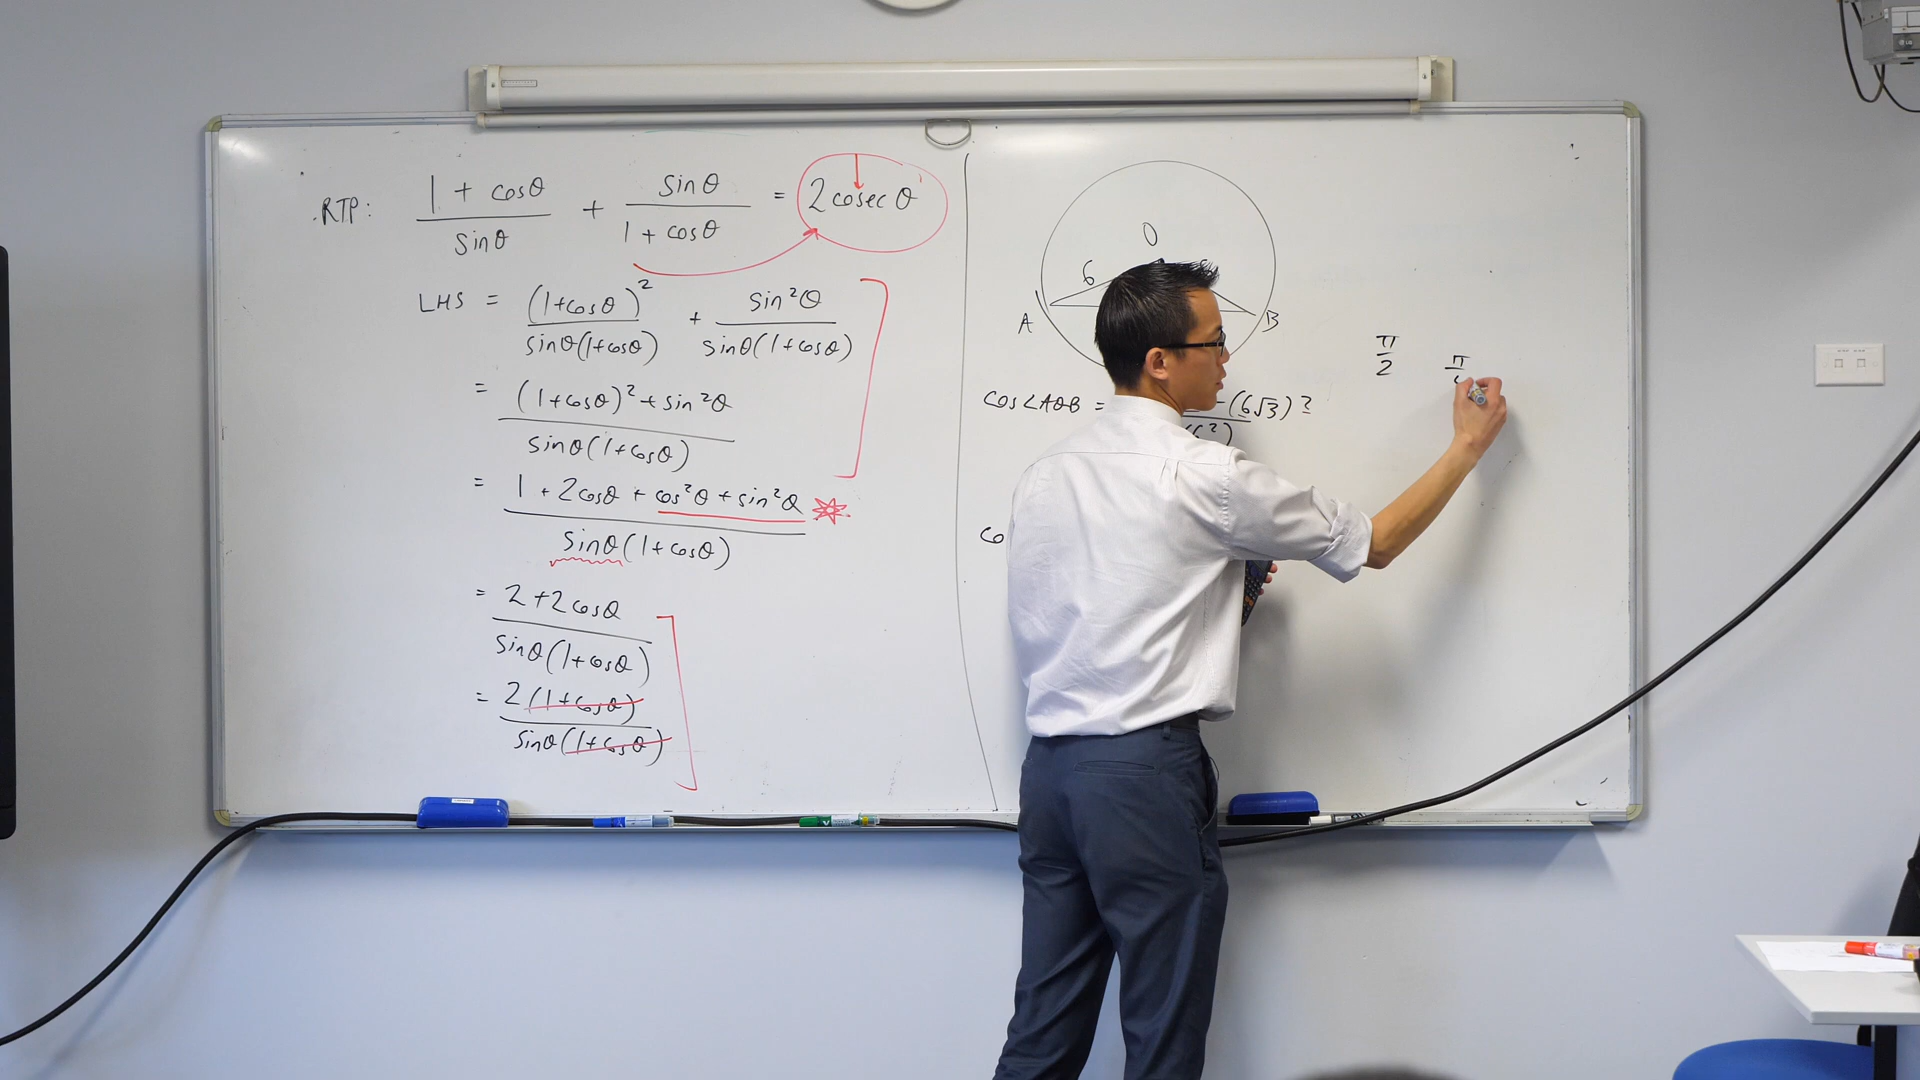 RTP: (1 + cosθ)/sinθ + sinθ/(1 + cosθ) = 2 cosec θ
LHS = (1+cosθ)²/sinθ(1+cosθ) + sin²θ/sinθ(1+cosθ)
= ((1+cosθ)² + sin²θ)/sinθ(1+cosθ)
= (1 + 2cosθ + cos²θ + sin²θ)/sinθ(1+cosθ)
= (2 + 2cosθ)/sinθ(1+cosθ)
= 2(1+cosθ)/sinθ(1+cosθ)
O
6
A
B
cos∠AOB = - (6√3)²
(6²)
co
π/2
π